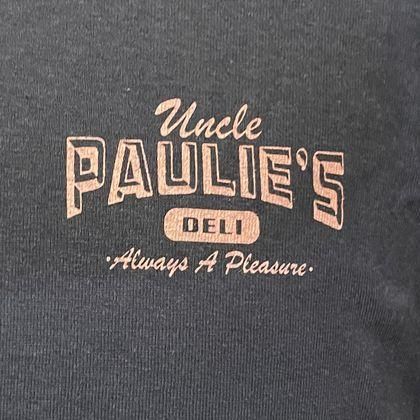 Uncle
PAULIE'S
DELI
·Always A Pleasure·